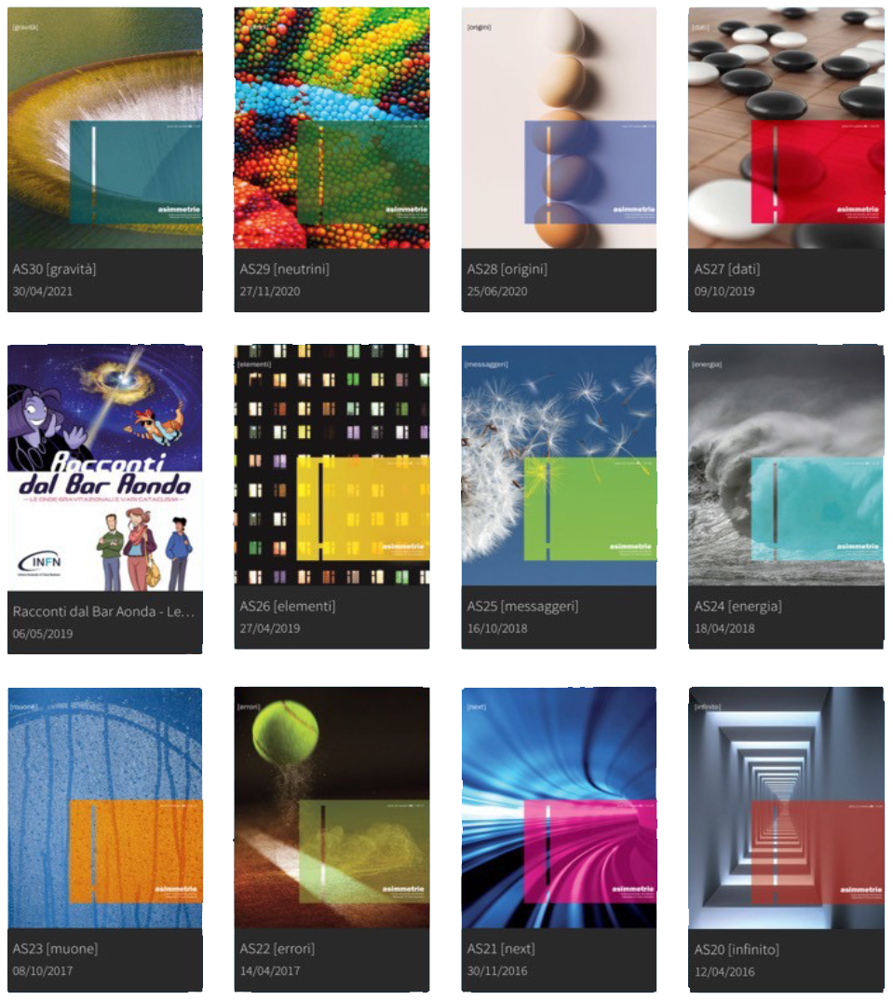 [gravità]
asimmetrie
AS30 [gravità]
30/04/2021
asimmetrie
AS29 [neutrini]
27/11/2020
[origini]
asimmetrie
AS28 [origini]
25/06/2020
[dati]
asimmetrie
AS27 [dati]
09/10/2019
Racconti
dal Bar Aonda
– LE ONDE GRAVITAZIONALI E VARI CATACLISMI –
INFN
Racconti dal Bar Aonda - Le...
06/05/2019
[elementi]
asimmetrie
AS26 [elementi]
27/04/2019
[messaggeri]
asimmetrie
AS25 [messaggeri]
16/10/2018
[energia]
asimmetrie
AS24 [energia]
18/04/2018
[muone]
asimmetrie
AS23 [muone]
08/10/2017
[errori]
asimmetrie
AS22 [errori]
14/04/2017
[next]
asimmetrie
AS21 [next]
30/11/2016
[infinito]
asimmetrie
AS20 [infinito]
12/04/2016